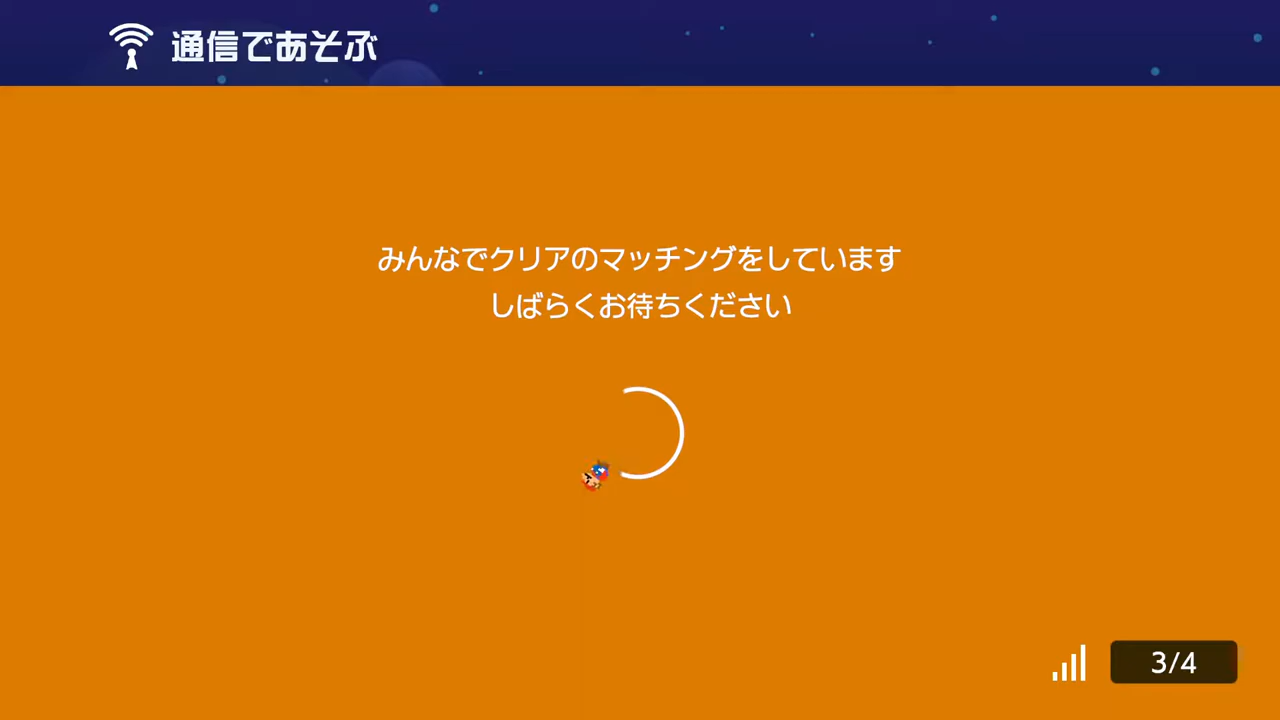 通信であそぶ
みんなでクリアのマッチングをしています
しばらくお待ちください
3/4